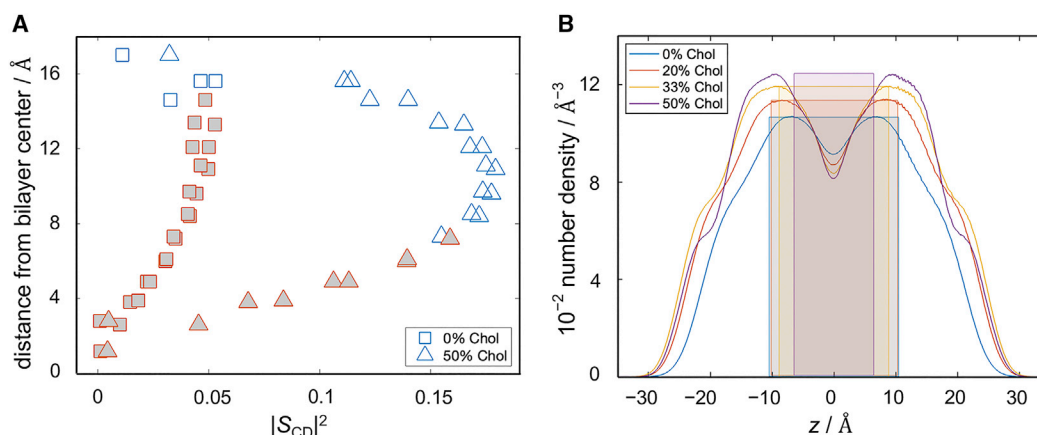 A
distance from bilayer center / Å
16
12
8
4
0
0
0.05
0.1
0.15
|S_CD|²
0% Chol
50% Chol
B
10⁻² number density / Å⁻³
12
8
4
0
−30
−20
−10
0
10
20
30
z / Å
0% Chol
20% Chol
33% Chol
50% Chol